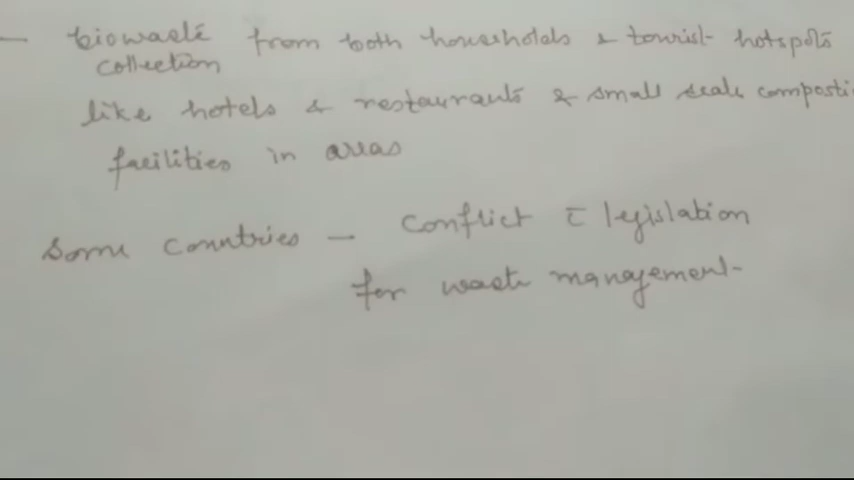 — biowaste from both households & tourist hotspots
collection
like hotels & restaurants & small scale composti
facilities in areas
Some countries — conflict c̄ legislation
for waste management